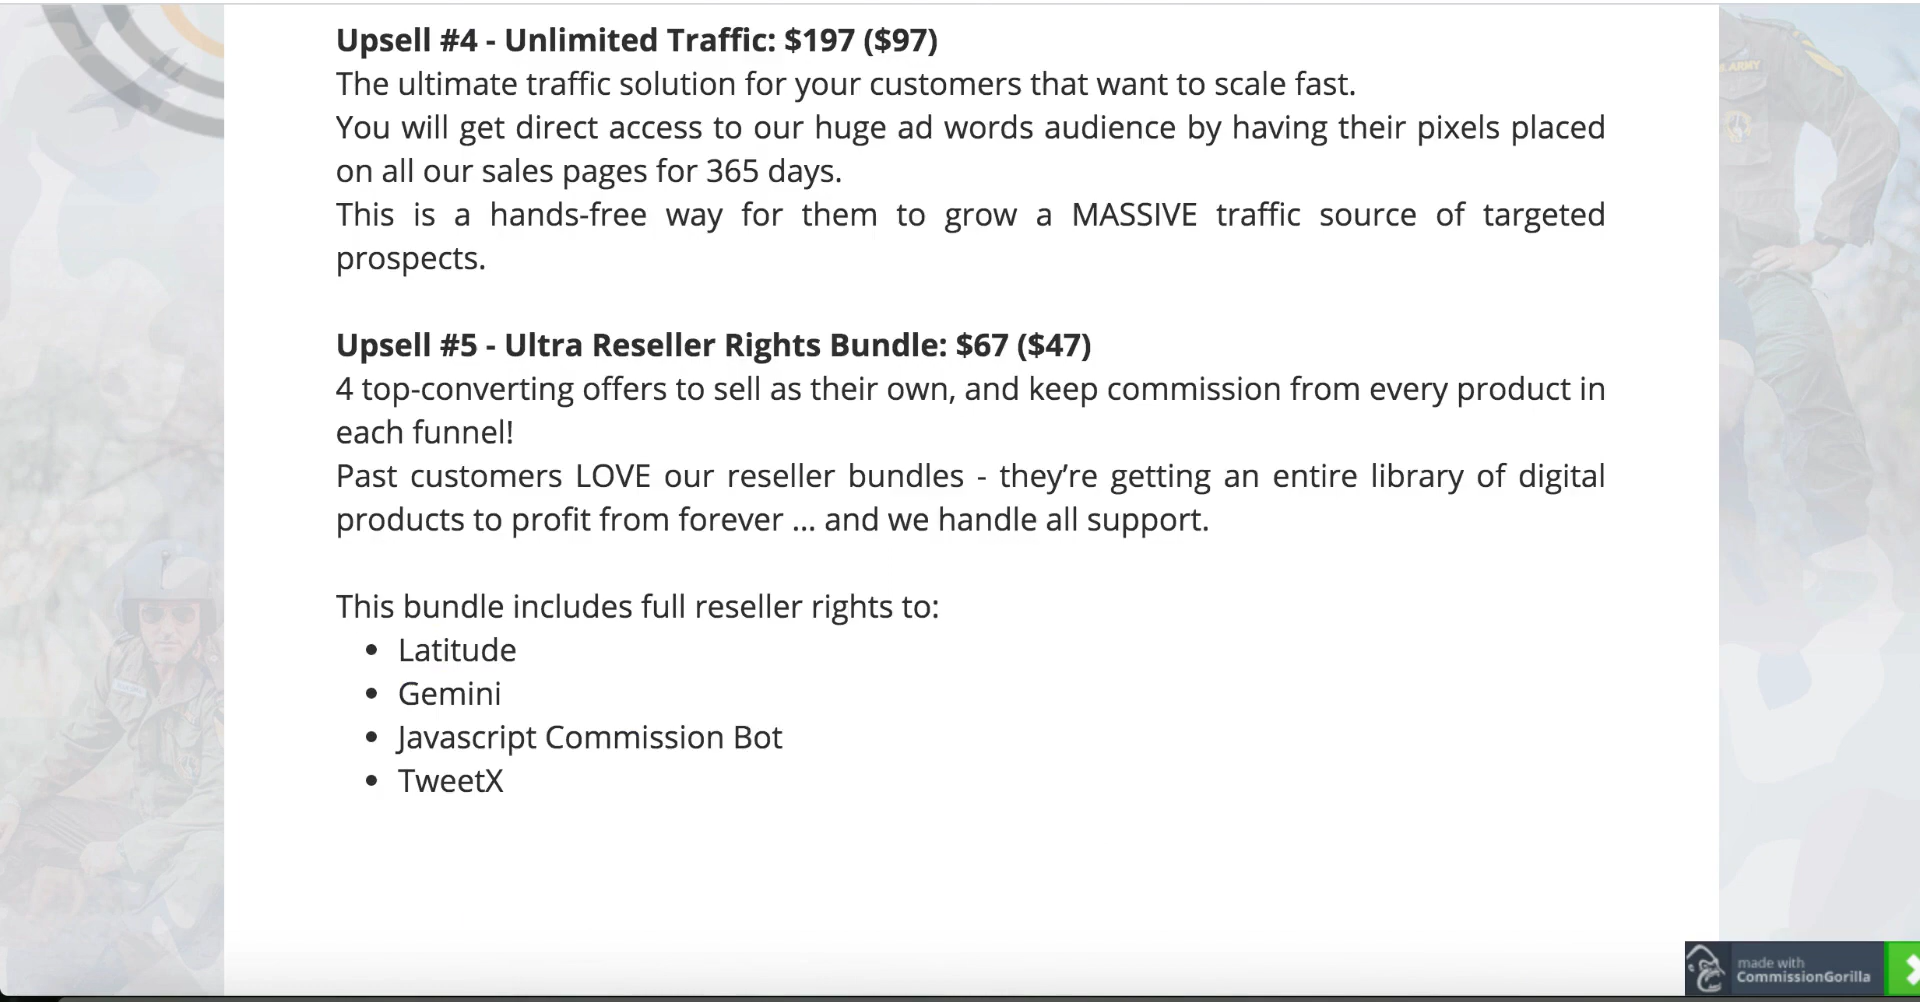 Upsell #4 - Unlimited Traffic: $197 ($97)
The ultimate traffic solution for your customers that want to scale fast.
You will get direct access to our huge ad words audience by having their pixels placed
on all our sales pages for 365 days.
This is a hands-free way for them to grow a MASSIVE traffic source of targeted
prospects.
Upsell #5 - Ultra Reseller Rights Bundle: $67 ($47)
4 top-converting offers to sell as their own, and keep commission from every product in
each funnel!
Past customers LOVE our reseller bundles - they’re getting an entire library of digital
products to profit from forever ... and we handle all support.
This bundle includes full reseller rights to:
• Latitude
• Gemini
• Javascript Commission Bot
• TweetX
ARMY
made with
CommissionGorilla